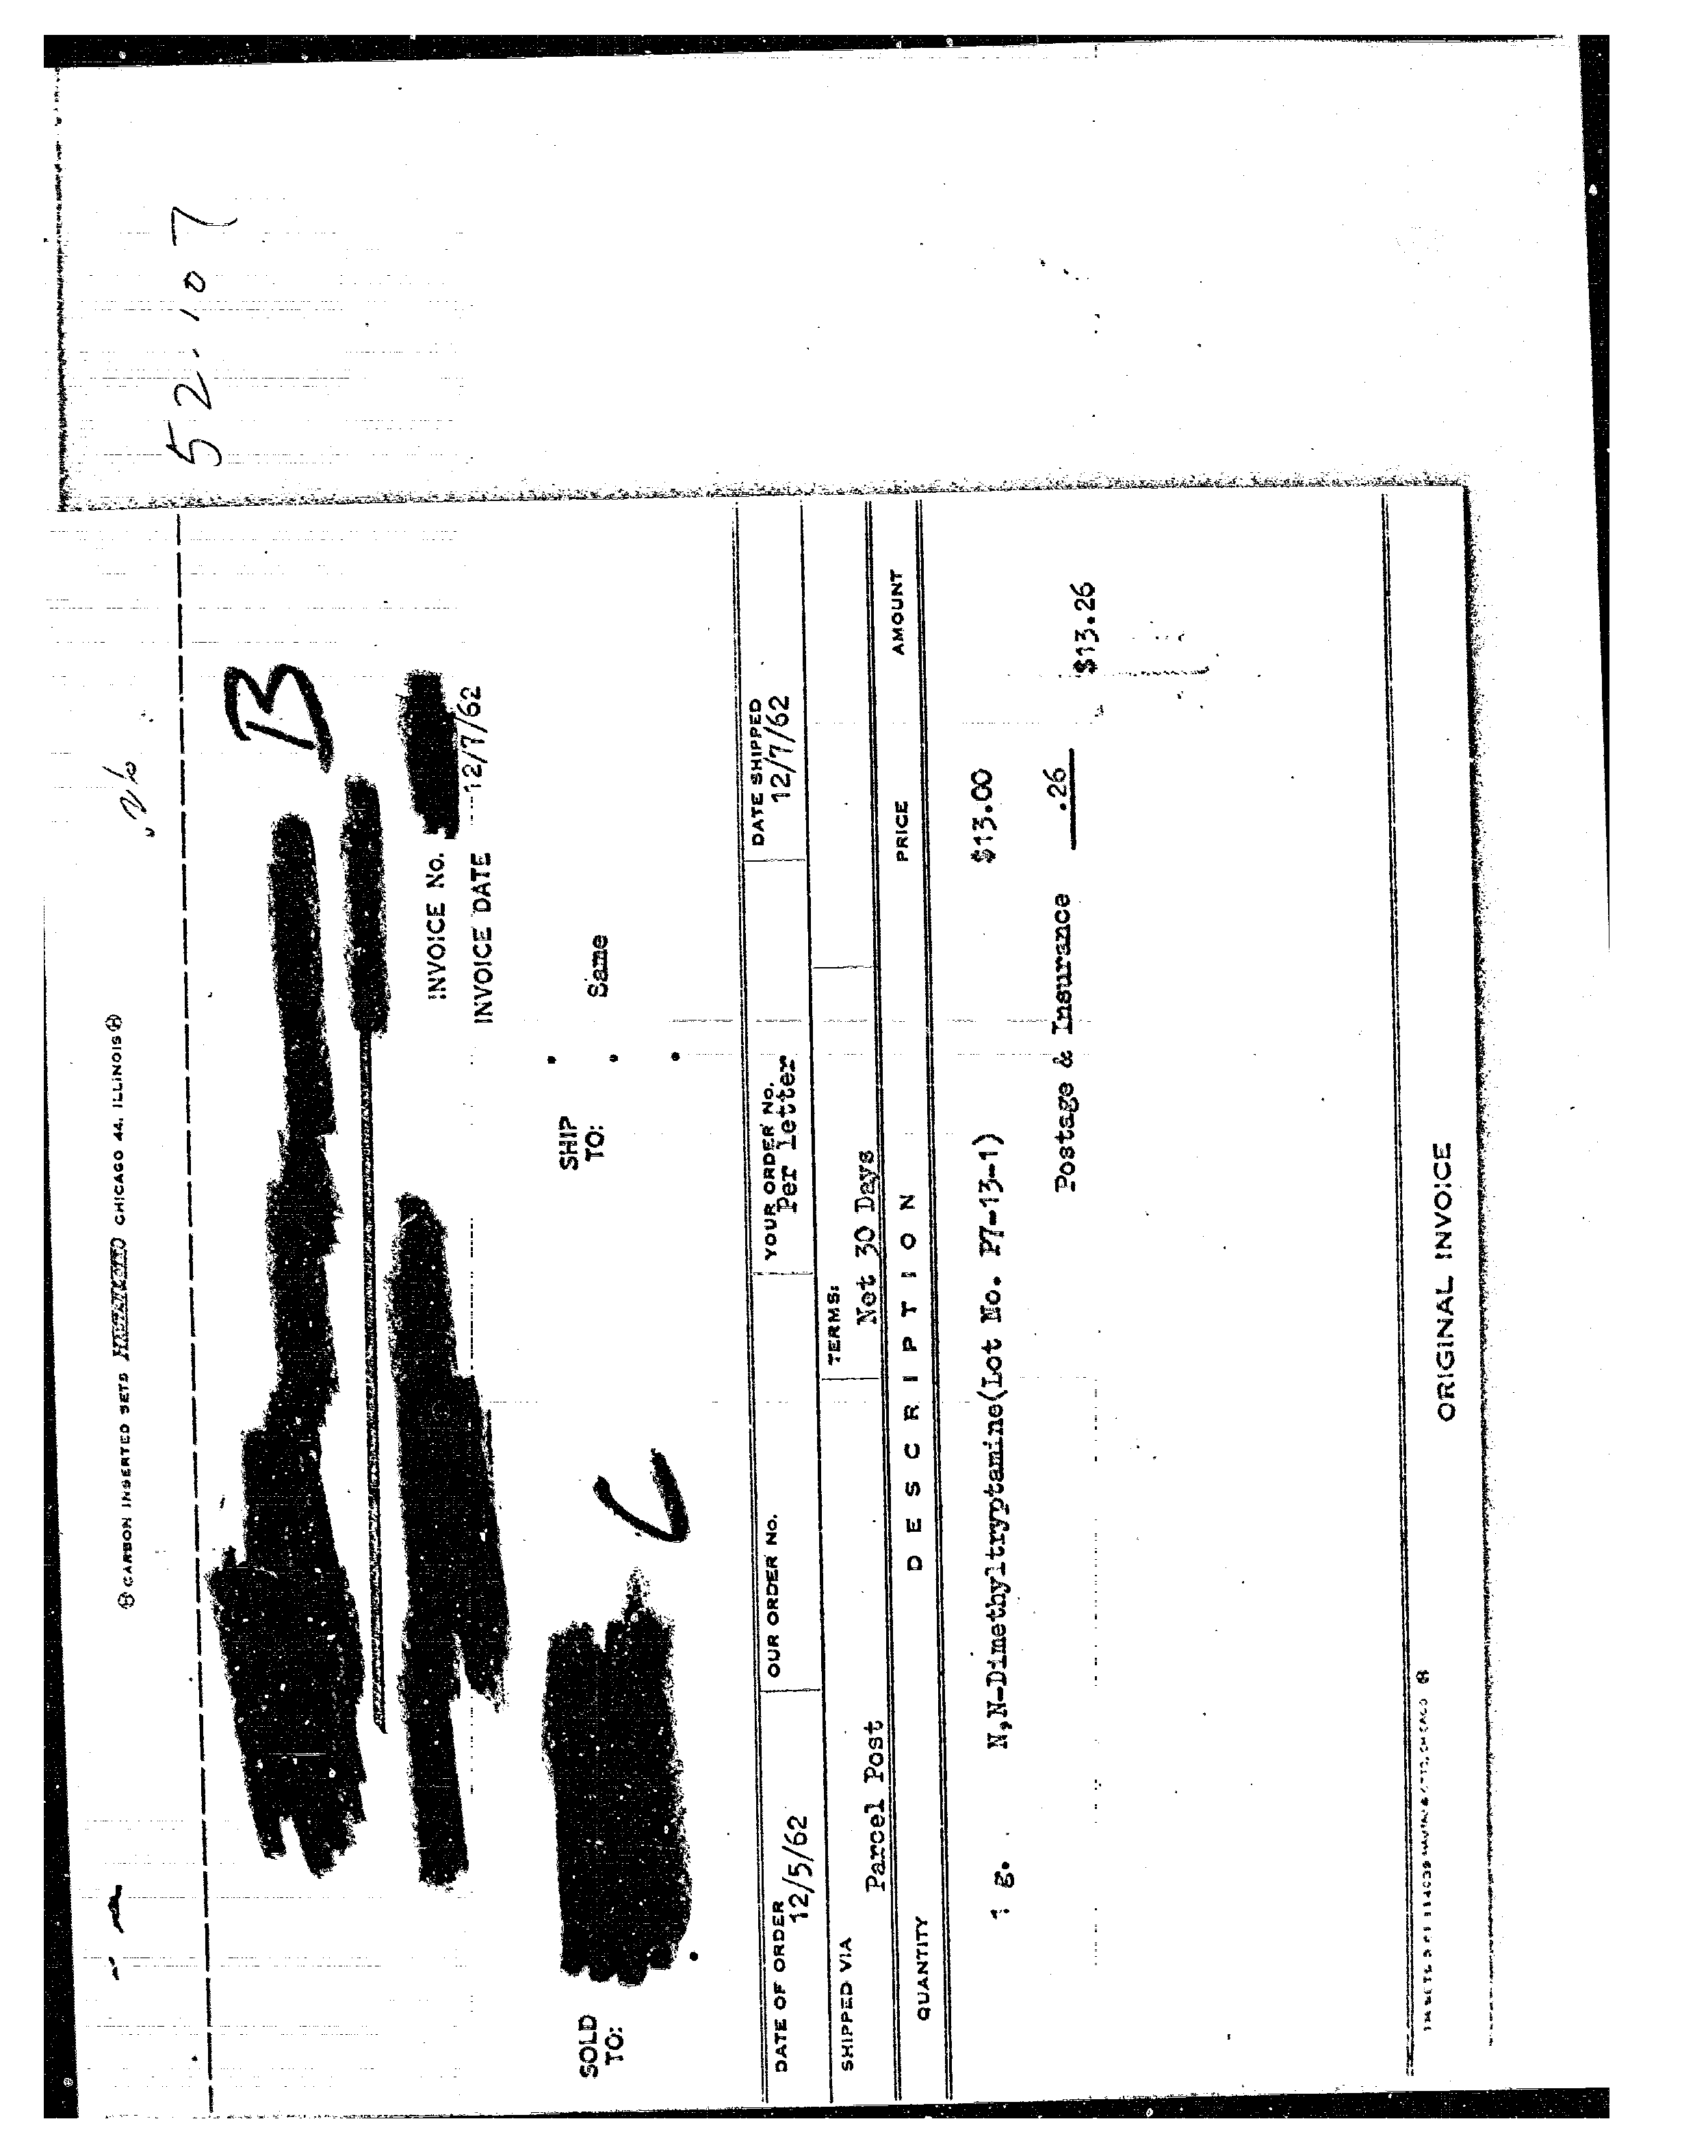 52-107
.26
CARBON INSERTED SETS CHICAGO 44, ILLINOIS
B
INVOICE No.
INVOICE DATE 12/7/62
SOLD TO:
C
SHIP TO:
Same
DATE OF ORDER 12/5/62
OUR ORDER No.
YOUR ORDER No. Per letter
DATE SHIPPED 12/7/62
SHIPPED VIA Parcel Post
TERMS: Net 30 Days
QUANTITY DESCRIPTION PRICE AMOUNT
1 g. N,N-Dimethyltryptamine(Lot No. P7-13-1) $13.00
Postage & Insurance .26
$13.26
ORIGINAL INVOICE